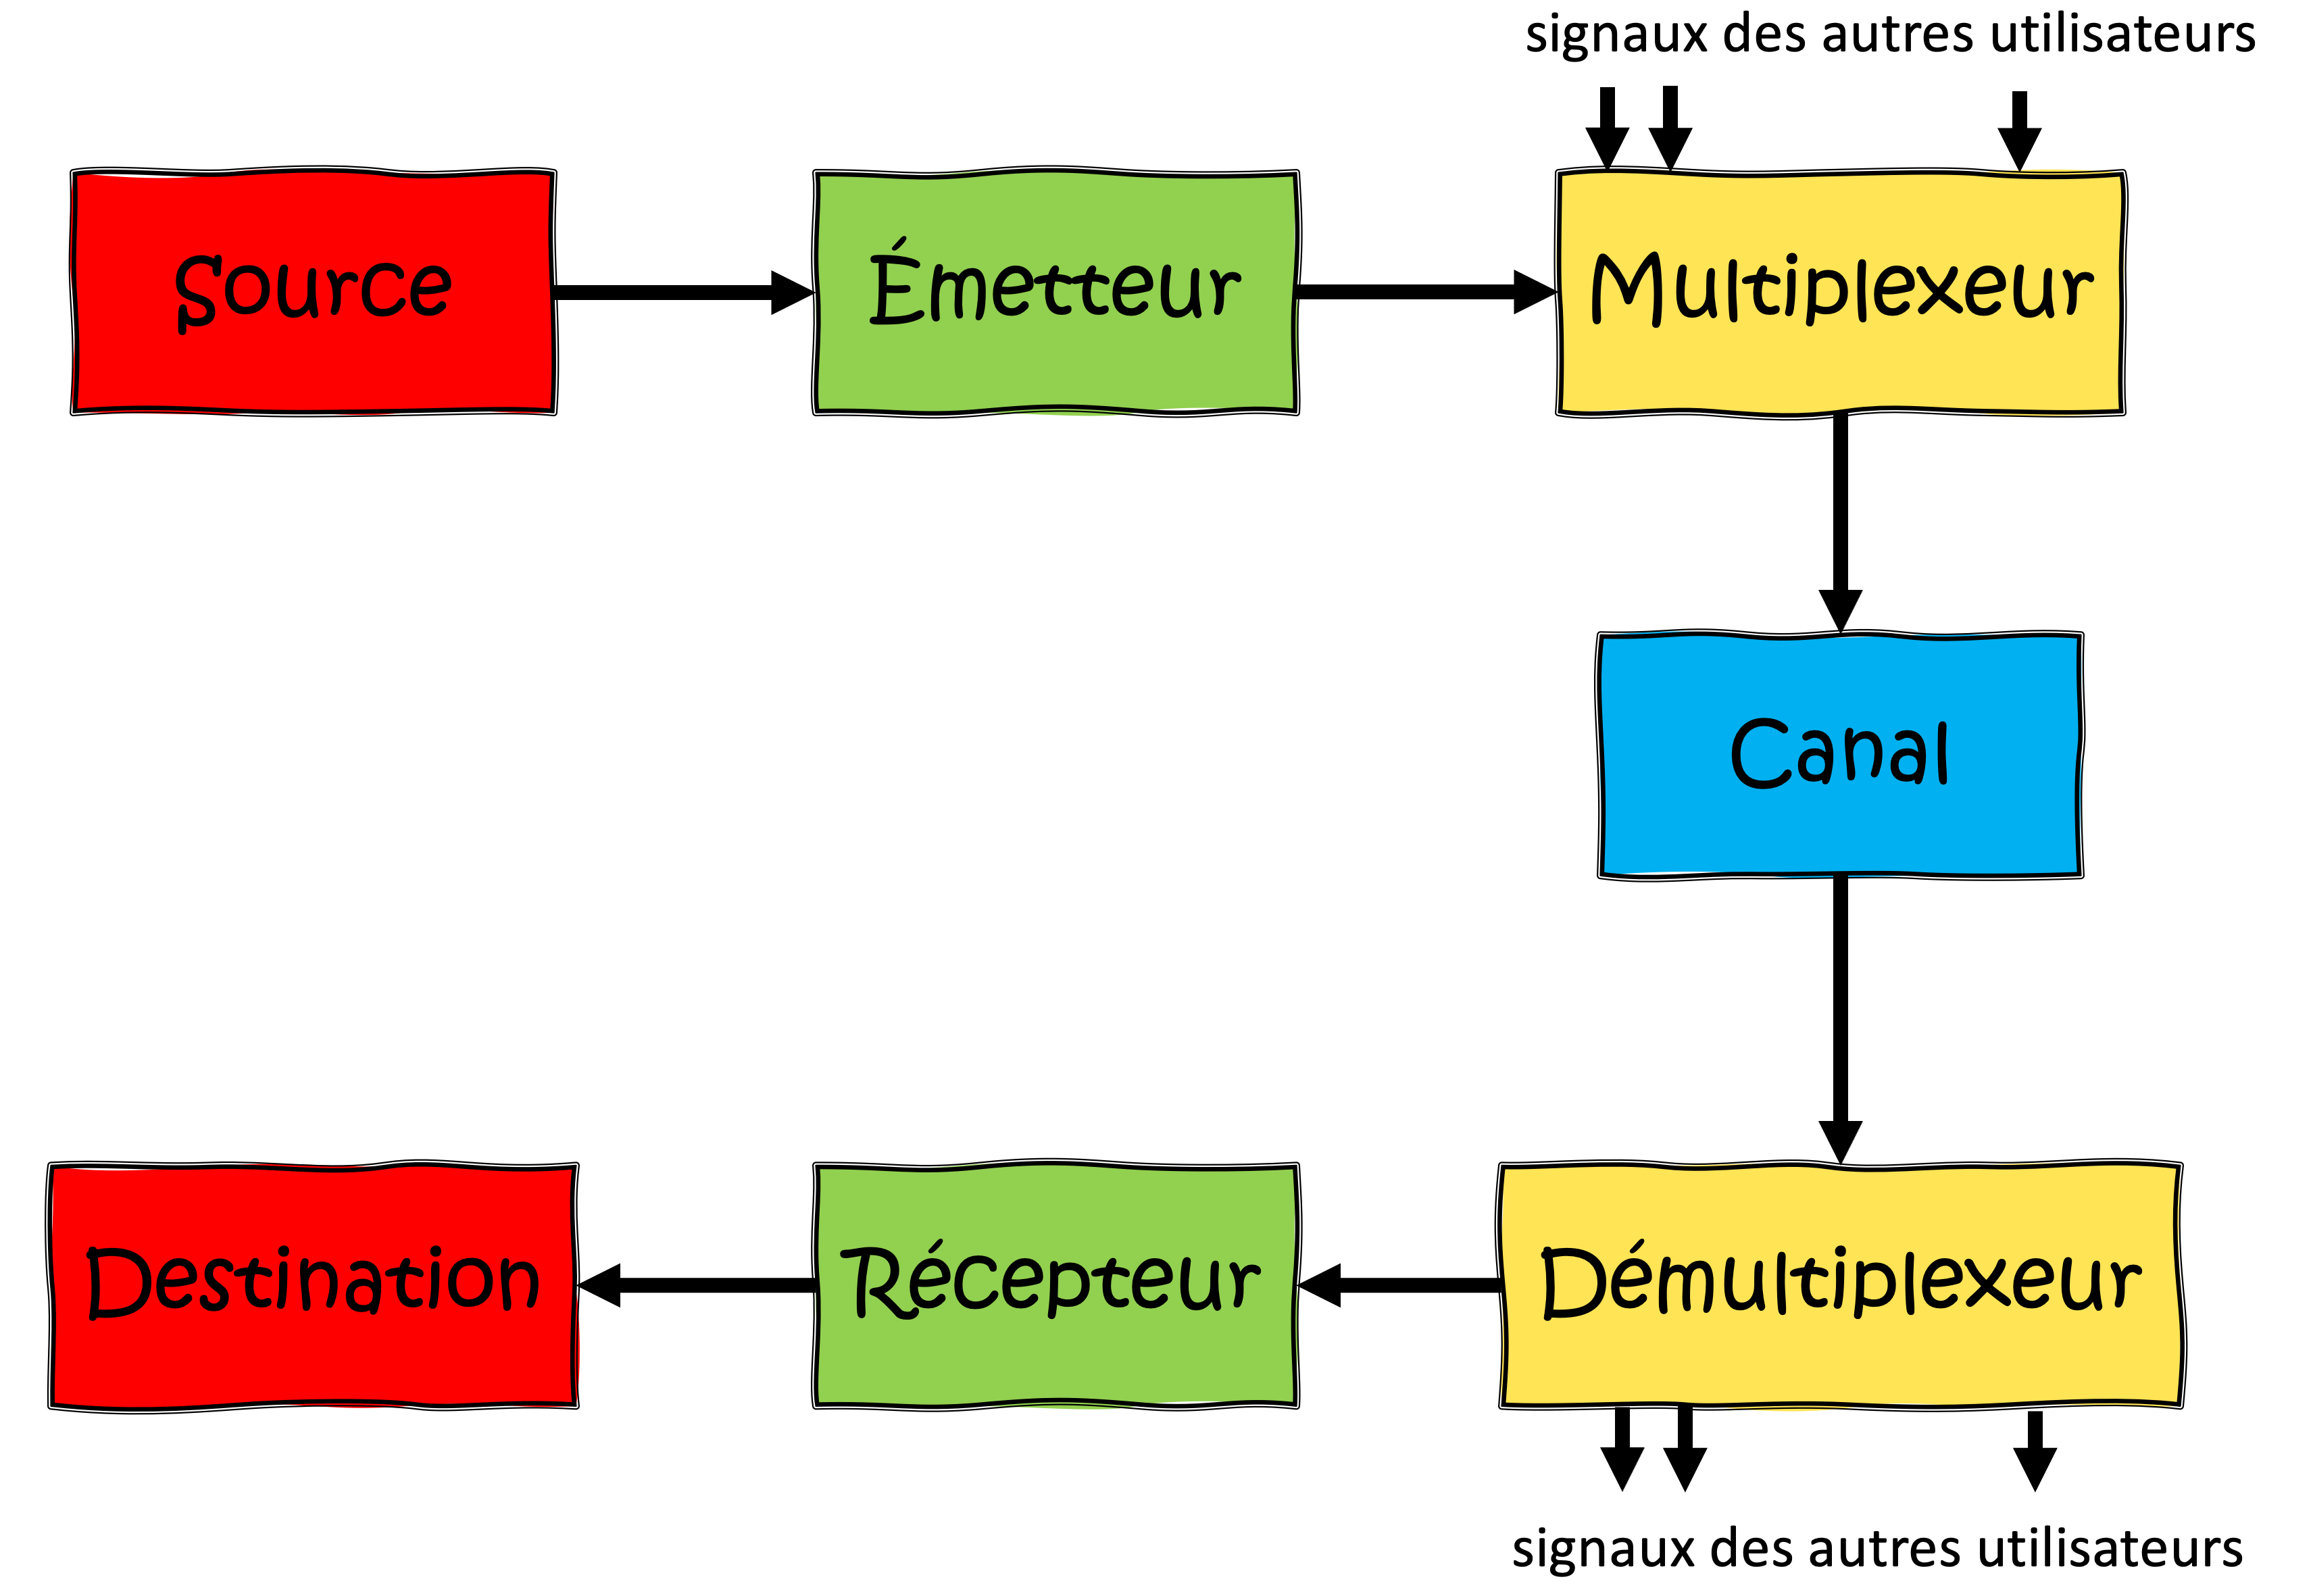 signaux des autres utilisateurs
Source
Émetteur
Multiplexeur
Canal
Destination
Récepteur
Démultiplexeur
signaux des autres utilisateurs